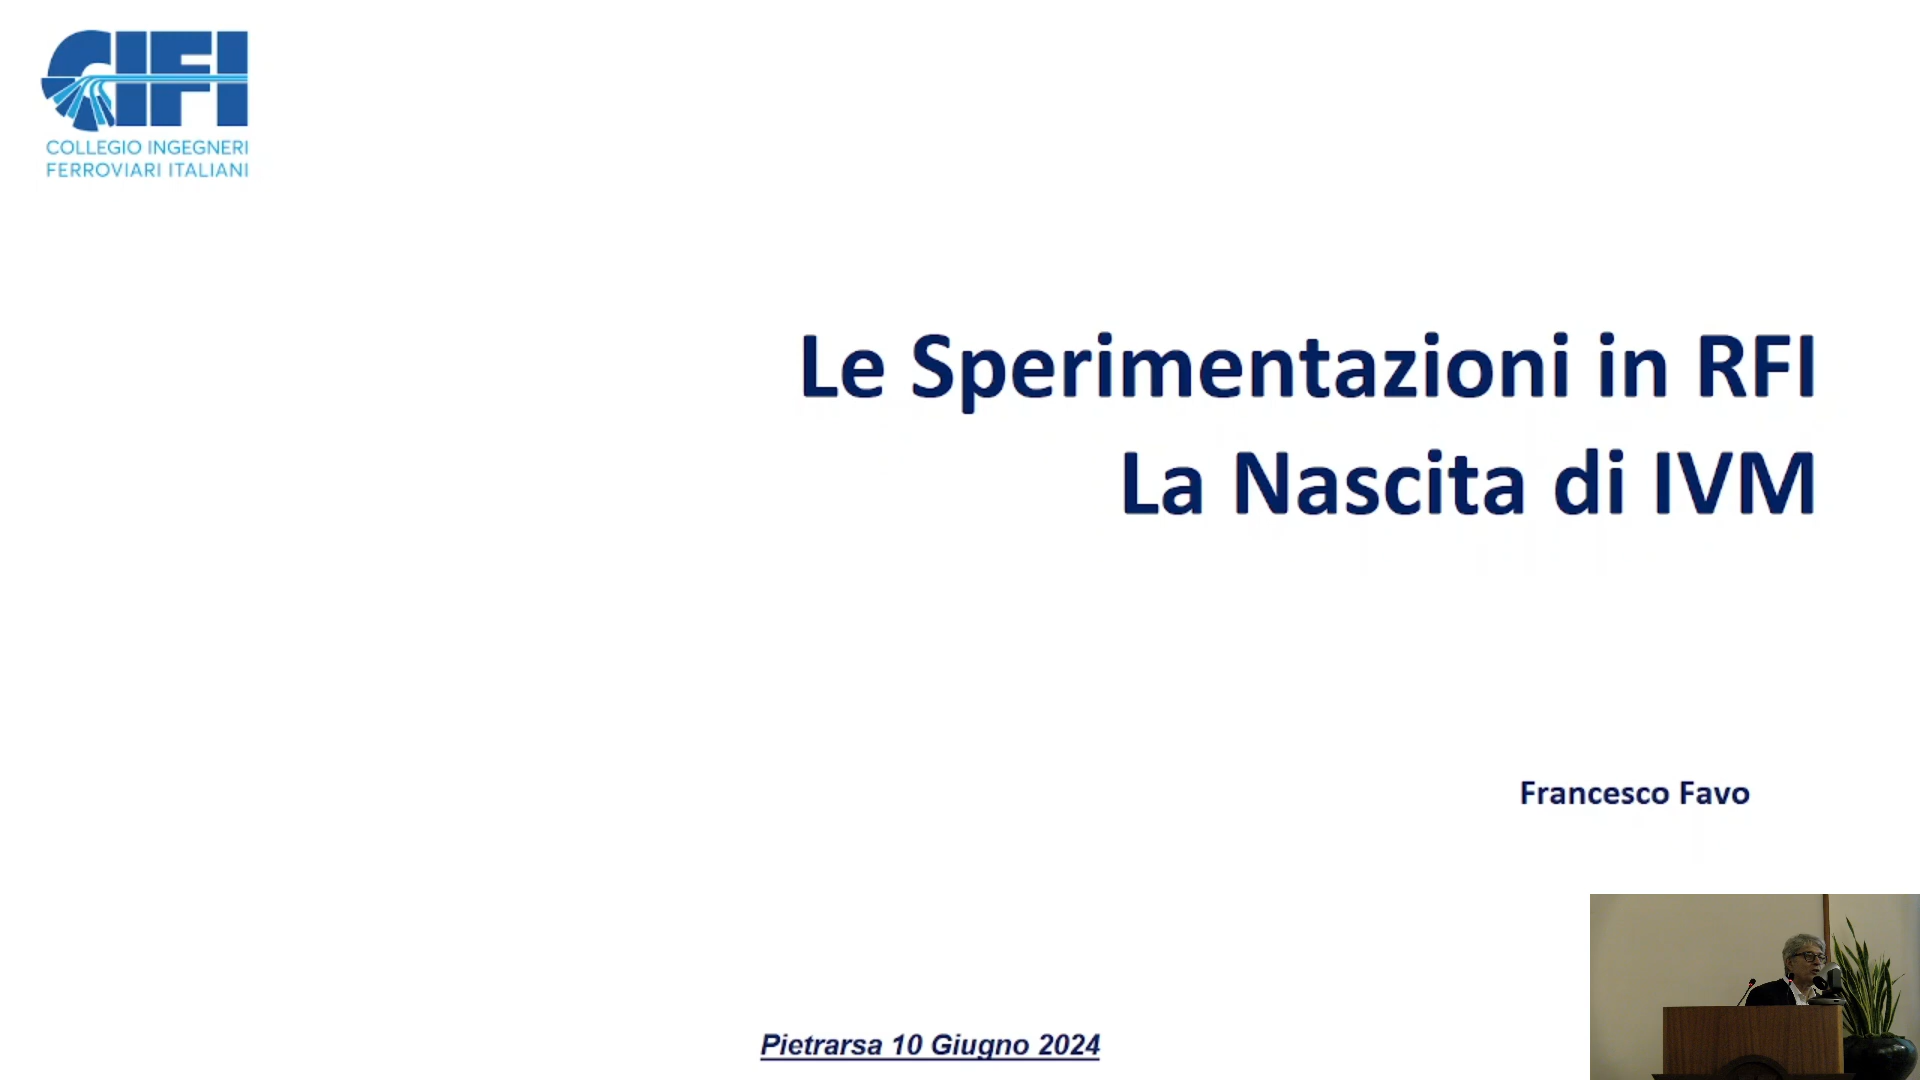 CIFI
COLLEGIO INGEGNERI
FERROVIARI ITALIANI
Le Sperimentazioni in RFI
La Nascita di IVM
Francesco Favo
Pietrarsa 10 Giugno 2024